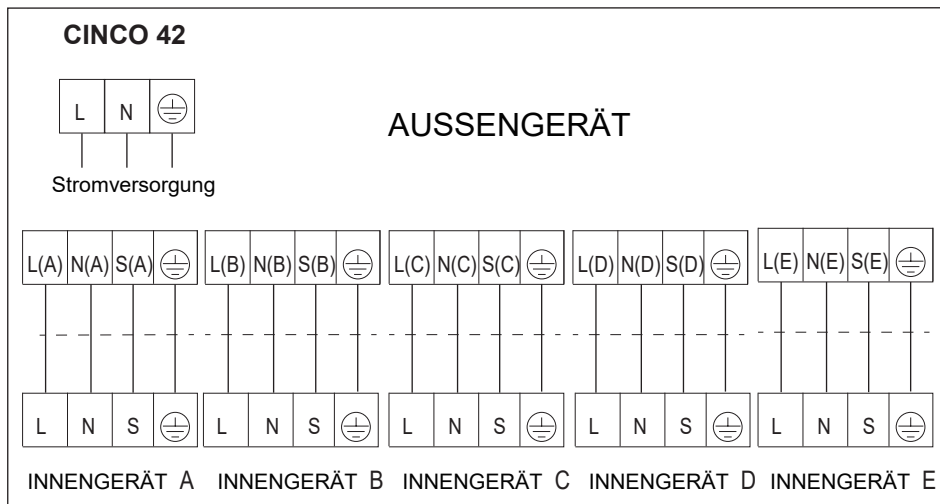 CINCO 42
L N
AUSSENGERÄT
Stromversorgung
L(A) N(A) S(A) L(B) N(B) S(B) L(C) N(C) S(C) L(D) N(D) S(D) L(E) N(E) S(E)
L N S L N S L N S L N S L N S
INNENGERÄT A INNENGERÄT B INNENGERÄT C INNENGERÄT D INNENGERÄT E